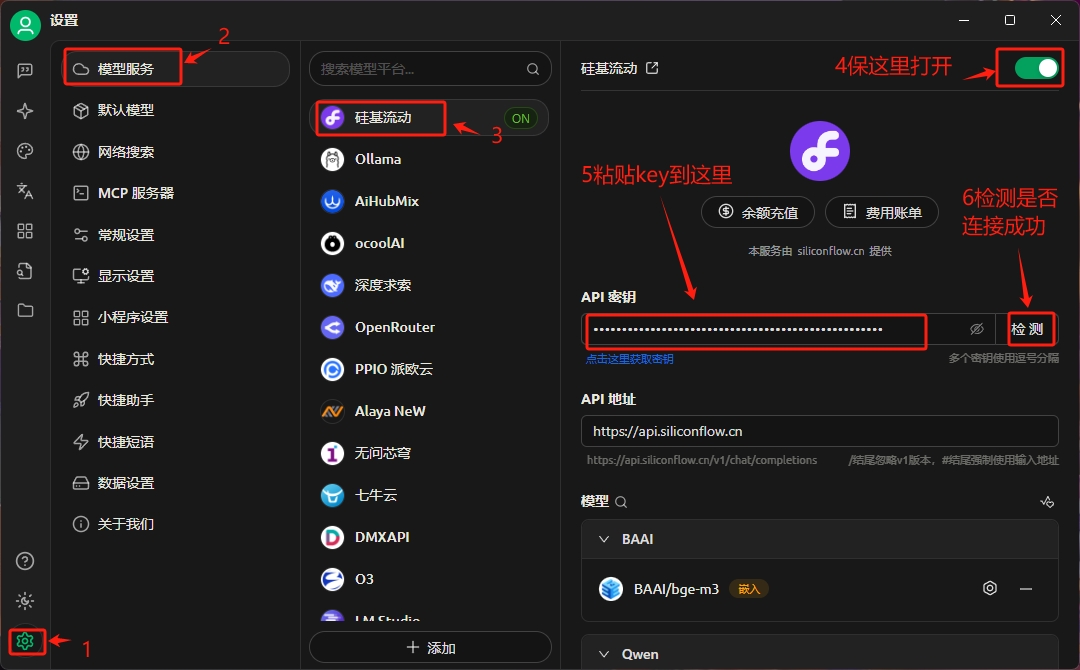 设置
2
模型服务
默认模型
网络搜索
MCP 服务器
常规设置
显示设置
小程序设置
快捷方式
快捷助手
快捷短语
数据设置
关于我们
1
搜索模型平台...
硅基流动
ON
3
Ollama
AiHubMix
ocoolAI
深度求索
OpenRouter
PPIO 派欧云
Alaya NeW
无问芯穹
七牛云
DMXAPI
O3
LM Studio
添加
硅基流动
4保这里打开
5粘贴key到这里
6检测是否
连接成功
余额充值
费用账单
本服务由 siliconflow.cn 提供
API 密钥
检测
点击这里获取密钥
多个密钥使用逗号分隔
API 地址
https://api.siliconflow.cn
https://api.siliconflow.cn/v1/chat/completions
/结尾忽略v1版本，#结尾强制使用输入地址
模型
BAAI
BAAI/bge-m3
嵌入
Qwen